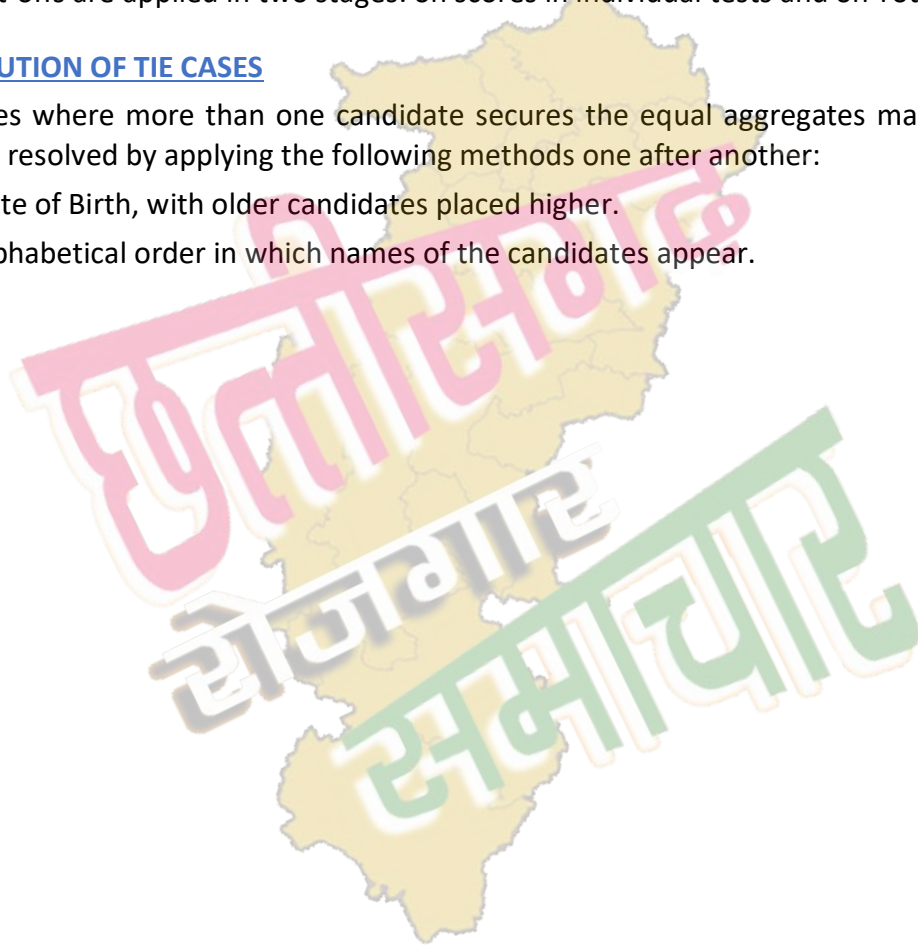 ons are applied in two stages: on scores in individual tests and on
UTION OF TIE CASES
es where more than one candidate secures the equal aggregates ma
resolved by applying the following methods one after another:
te of Birth, with older candidates placed higher.
phabetical order in which names of the candidates appear.
छत्तीसगढ़
रोजगार
समाचार